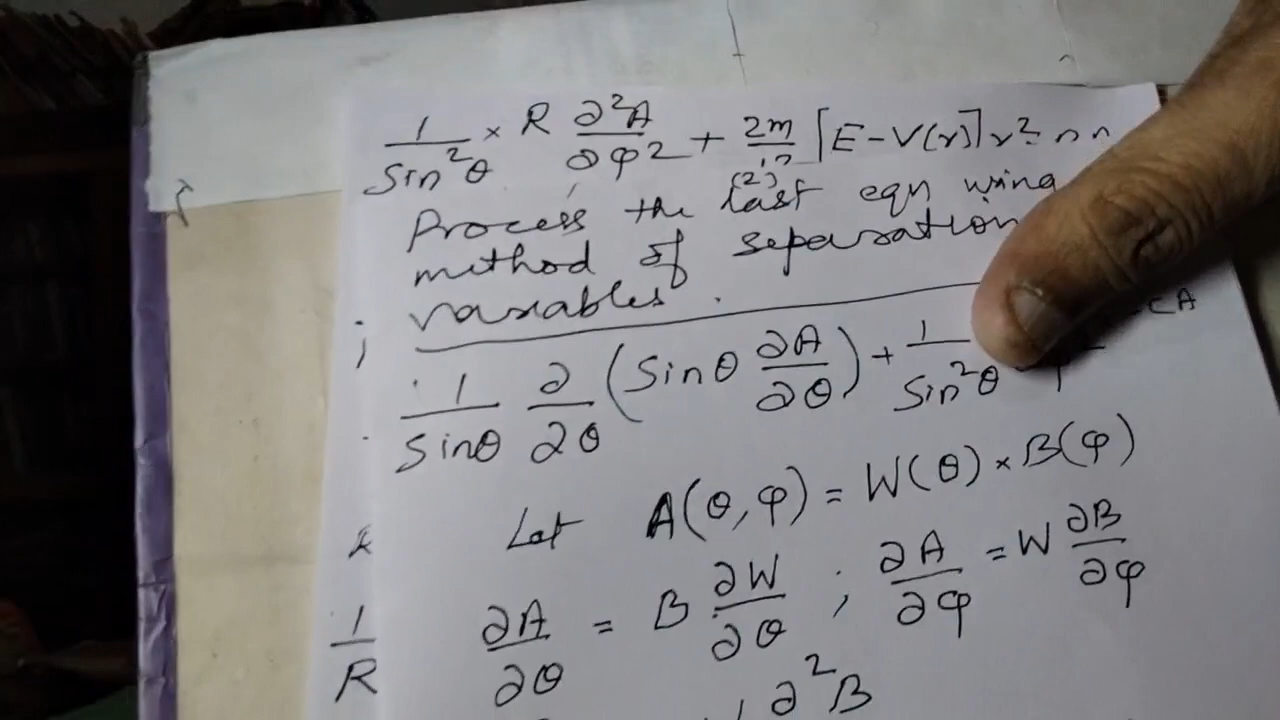 1/sin²θ × R ∂²A/∂φ² + 2m/ [E-V(r)] r²
(2)
Process the last eqn using
method of separation
variables.
;
1/sinθ ∂/∂θ (sinθ ∂A/∂θ) + 1/sin²θ
A
Let A(θ,φ) = W(θ) × B(φ)
∂A/∂θ = B ∂W/∂θ ; ∂A/∂φ = W ∂B/∂φ
1/R
∂²B